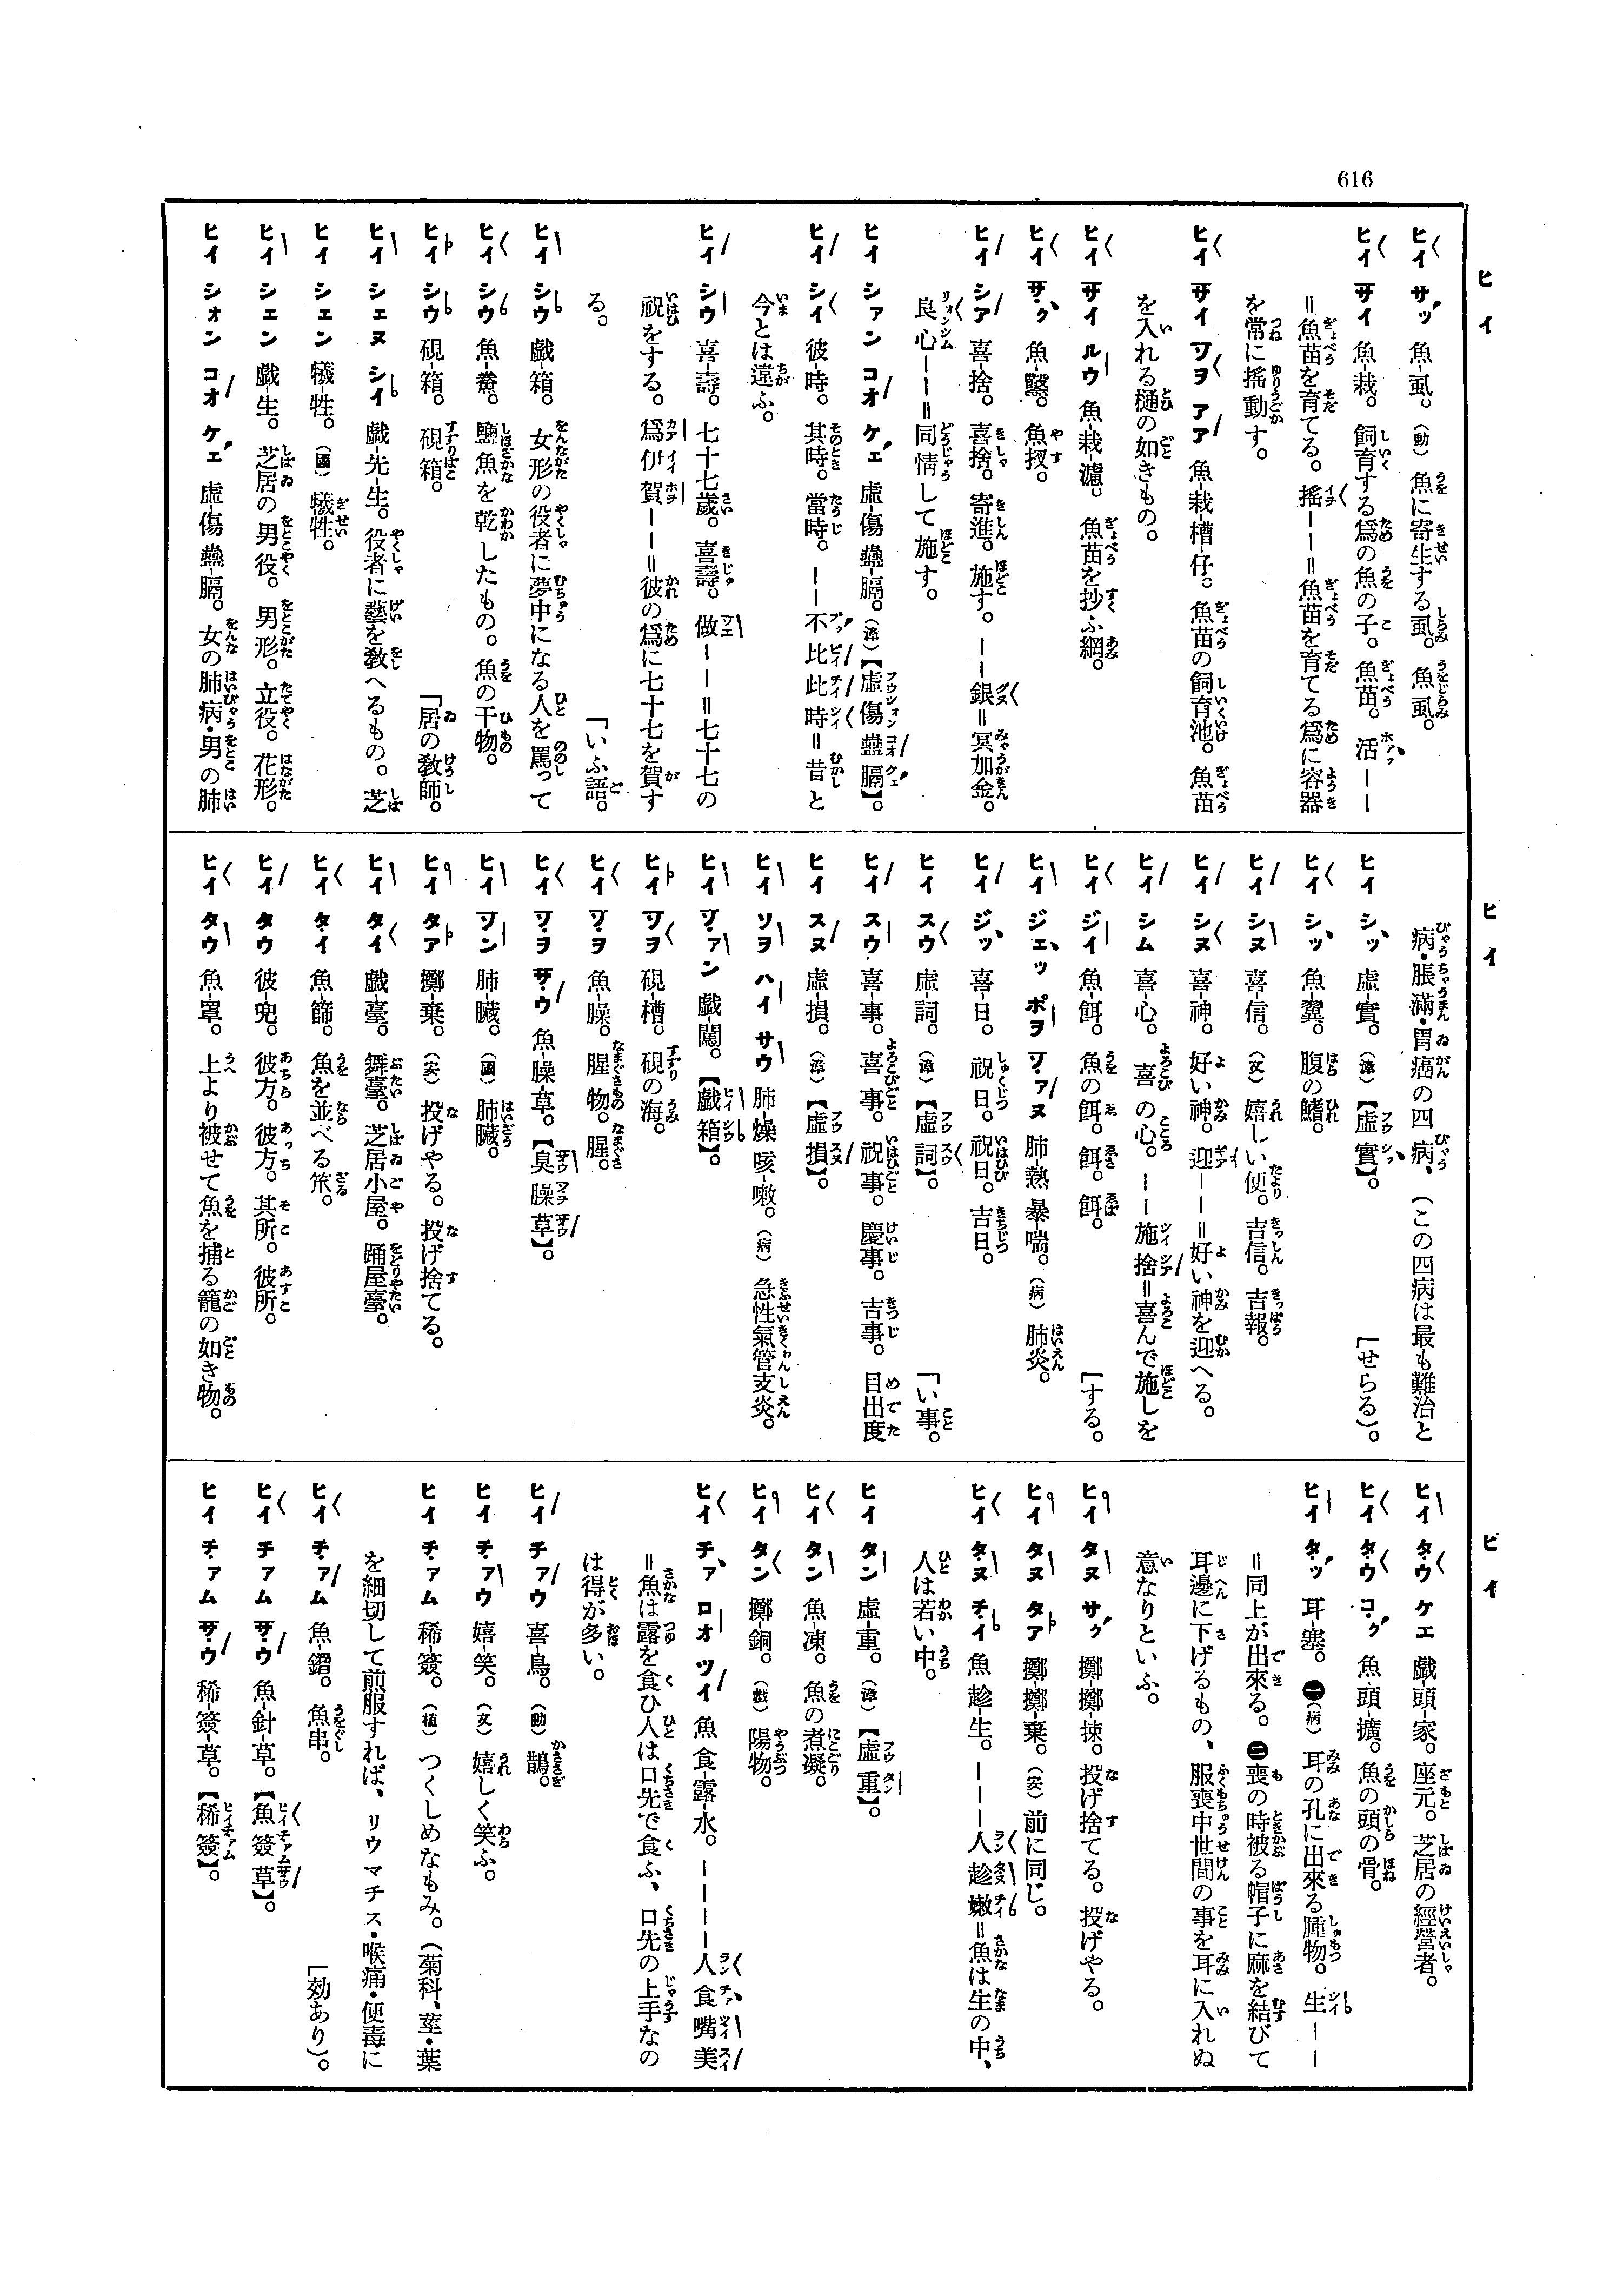 616
ヒイ
ヒイ サッ 魚-虱。（動）魚に寄生する虱。魚虱。
ヒイ サイ 魚-栽。飼育する爲の魚の子。魚苗。活－－
＝魚苗を育てる。搖－－＝魚苗を育てる爲に容器
を常に搖動す。
ヒイ サイ ソヲ アア 魚-栽-槽-仔。魚苗の飼育池。魚苗
を入れる樋の如きもの。
ヒイ サイ ルウ 魚栽濾。魚苗を抄ふ網。
ヒイ サク 魚-鑿。魚扠。
ヒイ シア 喜-捨。喜捨。寄進。施す。－－銀＝冥加金。
良心－－＝同情して施す。
ヒイ シァン コオ ケェ 虛-傷-蠱-膈。（漳）【虛傷蠱膈】。
ヒイ シイ 彼-時。其時。當時。－－不比此時＝昔と
今とは違ふ。
ヒイ シウ 喜-壽。七十七歲。喜壽。做－－＝七十七の
祝をする。爲伊賀－－＝彼の爲に七十七を賀す
る。
ヒイ シウ 戲-箱。女形の役者に夢中になる人を罵って
「いふ語。
ヒイ シウ 魚-鯗。鹽魚を乾したもの。魚の干物。
ヒイ シウ 硯-箱。硯箱。
ヒイ シェヌ シイ 戲-先-生。役者に藝を敎へるもの。芝
「居の敎師。
ヒイ シェン 犧-牲。（國）犧牲。
ヒイ シェン 戲-生。芝居の男役。男形。立役。花形。
ヒイ シォン コオ ケェ 虛-傷-蠱-膈。女の肺病・男の肺
ヒイ
病・脹滿・胃癌の四病、（この四病は最も難治と
「せらる）。
ヒイ シッ 虛-實。（漳）【虛實】。
ヒイ シッ 魚-翼。腹の鰭。
ヒイ シヌ 喜-信。（文）嬉しい便。吉信。吉報。
ヒイ シヌ 喜-神。好い神。迎－－＝好い神を迎へる。
ヒイ シム 喜-心。喜の心。－－施捨＝喜んで施しを
「する。
ヒイ ジイ 魚-餌。魚の餌。餌。餌。
ヒイ ジェッ ポヲ ソァヌ 肺-熱-暴-喘。（病）肺炎。
ヒイ ジッ 喜-日。祝日。祝日。吉日。
ヒイ スウ 虛-詞。（漳）【虛詞】。
ヒイ スウ 喜-事。喜事。祝事。慶事。吉事。目出度
「い事。
ヒイ スヌ 虛-損。（漳）【虛損】。
ヒイ ソヲ ハイ サウ 肺-燥-咳-嗽。（病）急性氣管支炎。
ヒイ ソァン 戲-闖。【戲箱】。
ヒイ ソヲ 硯-槽。硯の海。
ヒイ ソヲ 魚-臊。腥物。腥。
ヒイ ソヲ サウ 魚-臊-草。【臭臊草】。
ヒイ ソン 肺-臟。（國）肺臟。
ヒイ タア 擲-棄。（安）投げやる。投げ捨てる。
ヒイ タイ 戲-臺。舞臺。芝居小屋。踊屋臺。
ヒイ タイ 魚-篩。魚を並べる笊。
ヒイ タウ 彼-兜。彼方。彼方。其所。彼所。
ヒイ タウ 魚-罩。上より被せて魚を捕る籠の如き物。
ヒイ
ヒイ タウ ケエ 戲-頭-家。座元。芝居の經營者。
ヒイ タウ コク 魚-頭-擴。魚の頭の骨。
ヒイ タッ 耳-塞。㊀（病）耳の孔に出來る腫物。生－－
＝同上が出來る。㊁喪の時被る帽子に麻を結びて
耳邊に下げるもの、服喪中世間の事を耳に入れぬ
意なりといふ。
ヒイ タヌ サク 擲-擲-捒。投げ捨てる。投げやる。
ヒイ タヌ タア 擲-擲-棄。（安）前に同じ。
ヒイ タヌ チイ 魚-趁-生。－－－人趁嫩＝魚は生の中、
人は若い中。
ヒイ タン 虛-重。（漳）【虛重】。
ヒイ タン 魚-凍。魚の煮凝。
ヒイ タン 擲-銅。（戲）陽物。
ヒイ チァ ロオ ツイ 魚食-露-水。－－－－人食嘴美
＝魚は露を食ひ人は口先で食ふ、口先の上手なの
は得が多い。
ヒイ チァウ 喜-鳥。（動）鵲。
ヒイ チァウ 嬉-笑。（文）嬉しく笑ふ。
ヒイ チァム 稀-簽。（植）つくしめなもみ。（菊科、莖・葉
を細切して煎服すれば、リウマチス・喉痛・便毒に
「効あり）。
ヒイ チァム 魚-鑙。魚串。
ヒイ チァム サウ 魚-針-草。【魚簽草】。
ヒイ チァム サウ 稀-簽-草。【稀簽】。